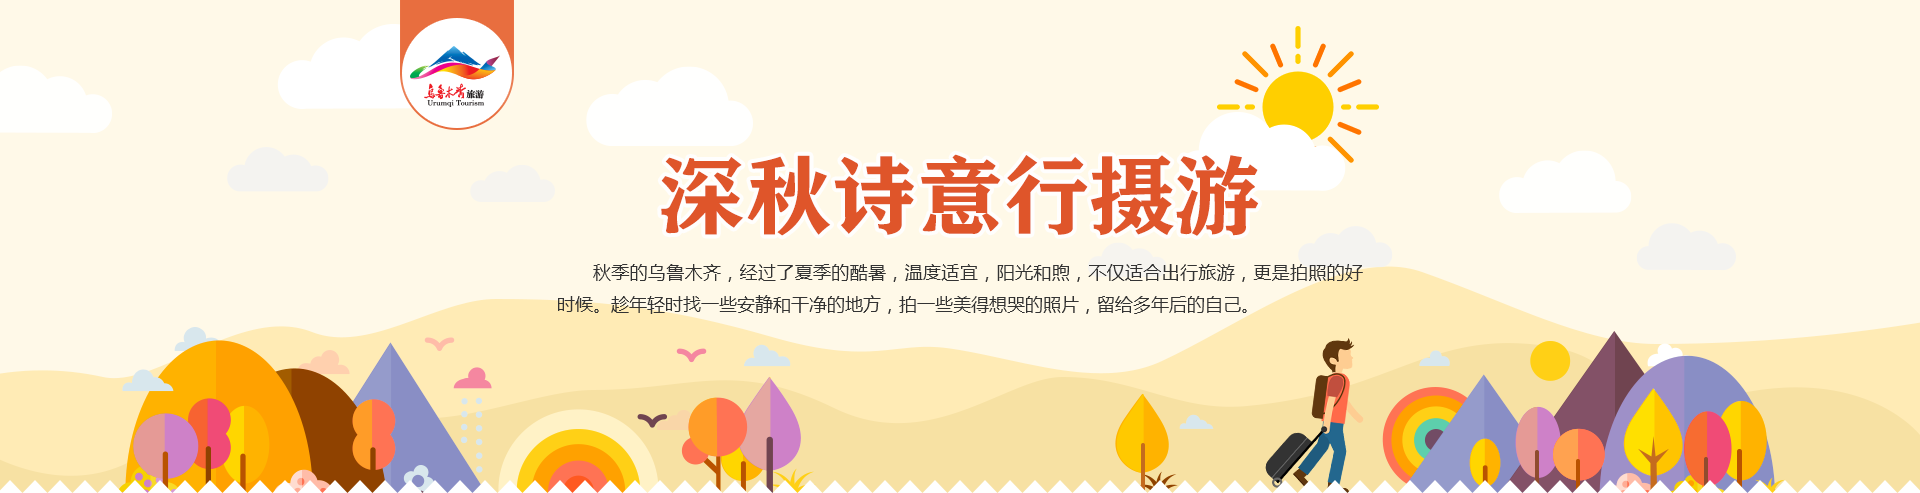 乌鲁木齐旅游
Urumqi Tourism
深秋诗意行摄游
秋季的乌鲁木齐，经过了夏季的酷暑，温度适宜，阳光和煦，不仅适合出行旅游，更是拍照的好
时候。趁年轻时找一些安静和干净的地方，拍一些美得想哭的照片，留给多年后的自己。